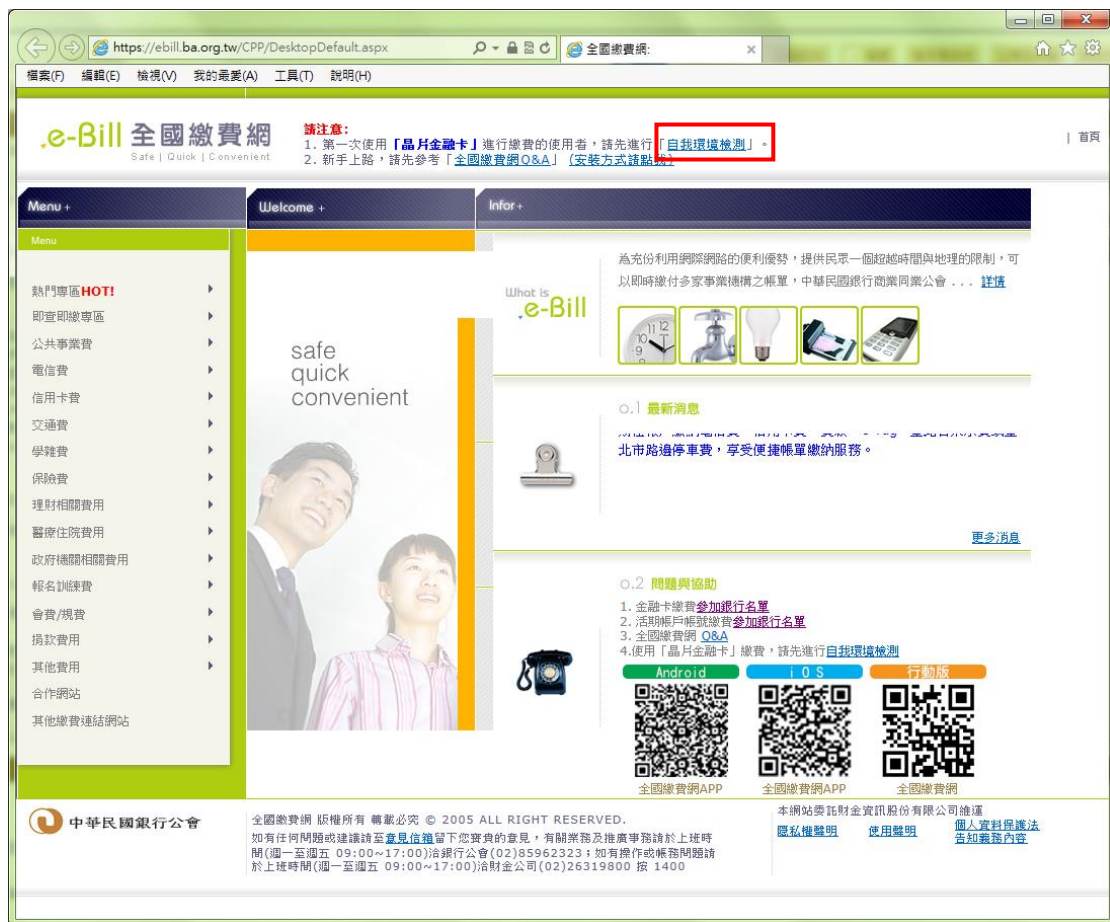 https://ebill.ba.org.tw/CPP/DesktopDefault.aspx
全國繳費網:
檔案(F) 編輯(E) 檢視(V) 我的最愛(A) 工具(T) 說明(H)
e-Bill 全國繳費網
Safe | Quick | Convenient
請注意:
1. 第一次使用「晶片金融卡」進行繳費的使用者,請先進行「自我環境檢測」。
2. 新手上路,請先參考「全國繳費網Q&A」 (安裝方式請點我)
| 首頁
Menu +
Welcome +
Infor +
Menu
熱門專區HOT!
即查即繳專區
公共事業費
電信費
信用卡費
交通費
學雜費
保險費
理財相關費用
醫療住院費用
政府機關相關費用
報名訓練費
會費/規費
捐款費用
其他費用
合作網站
其他繳費連結網站
safe
quick
convenient
What is
e-Bill
為充份利用網際網路的便利優勢,提供民眾一個超越時間與地理的限制,可
以即時繳付多家事業機構之帳單,中華民國銀行商業同業公會 . . . 詳情
0.1 最新消息
北市路邊停車費,享受便捷帳單繳納服務。
更多消息
0.2 問題與協助
1. 金融卡繳費參加銀行名單
2. 活期帳戶帳號繳費參加銀行名單
3. 全國繳費網 Q&A
4.使用「晶片金融卡」繳費,請先進行自我環境檢測
Android
iOS
行動版
全國繳費網APP
全國繳費網APP
全國繳費網
中華民國銀行公會
全國繳費網 版權所有 轉載必究 © 2005 ALL RIGHT RESERVED.
如有任何問題或建議請至意見信箱留下您寶貴的意見,有關業務及推廣事務請於上班時
間(週一至週五 09:00~17:00)洽銀行公會(02)85962323;如有操作或帳務問題請
於上班時間(週一至週五 09:00~17:00)洽財金公司(02)26319800 按 1400
本網站委託財金資訊股份有限公司維運
隱私權聲明 使用聲明 個人資料保護法
告知義務內容